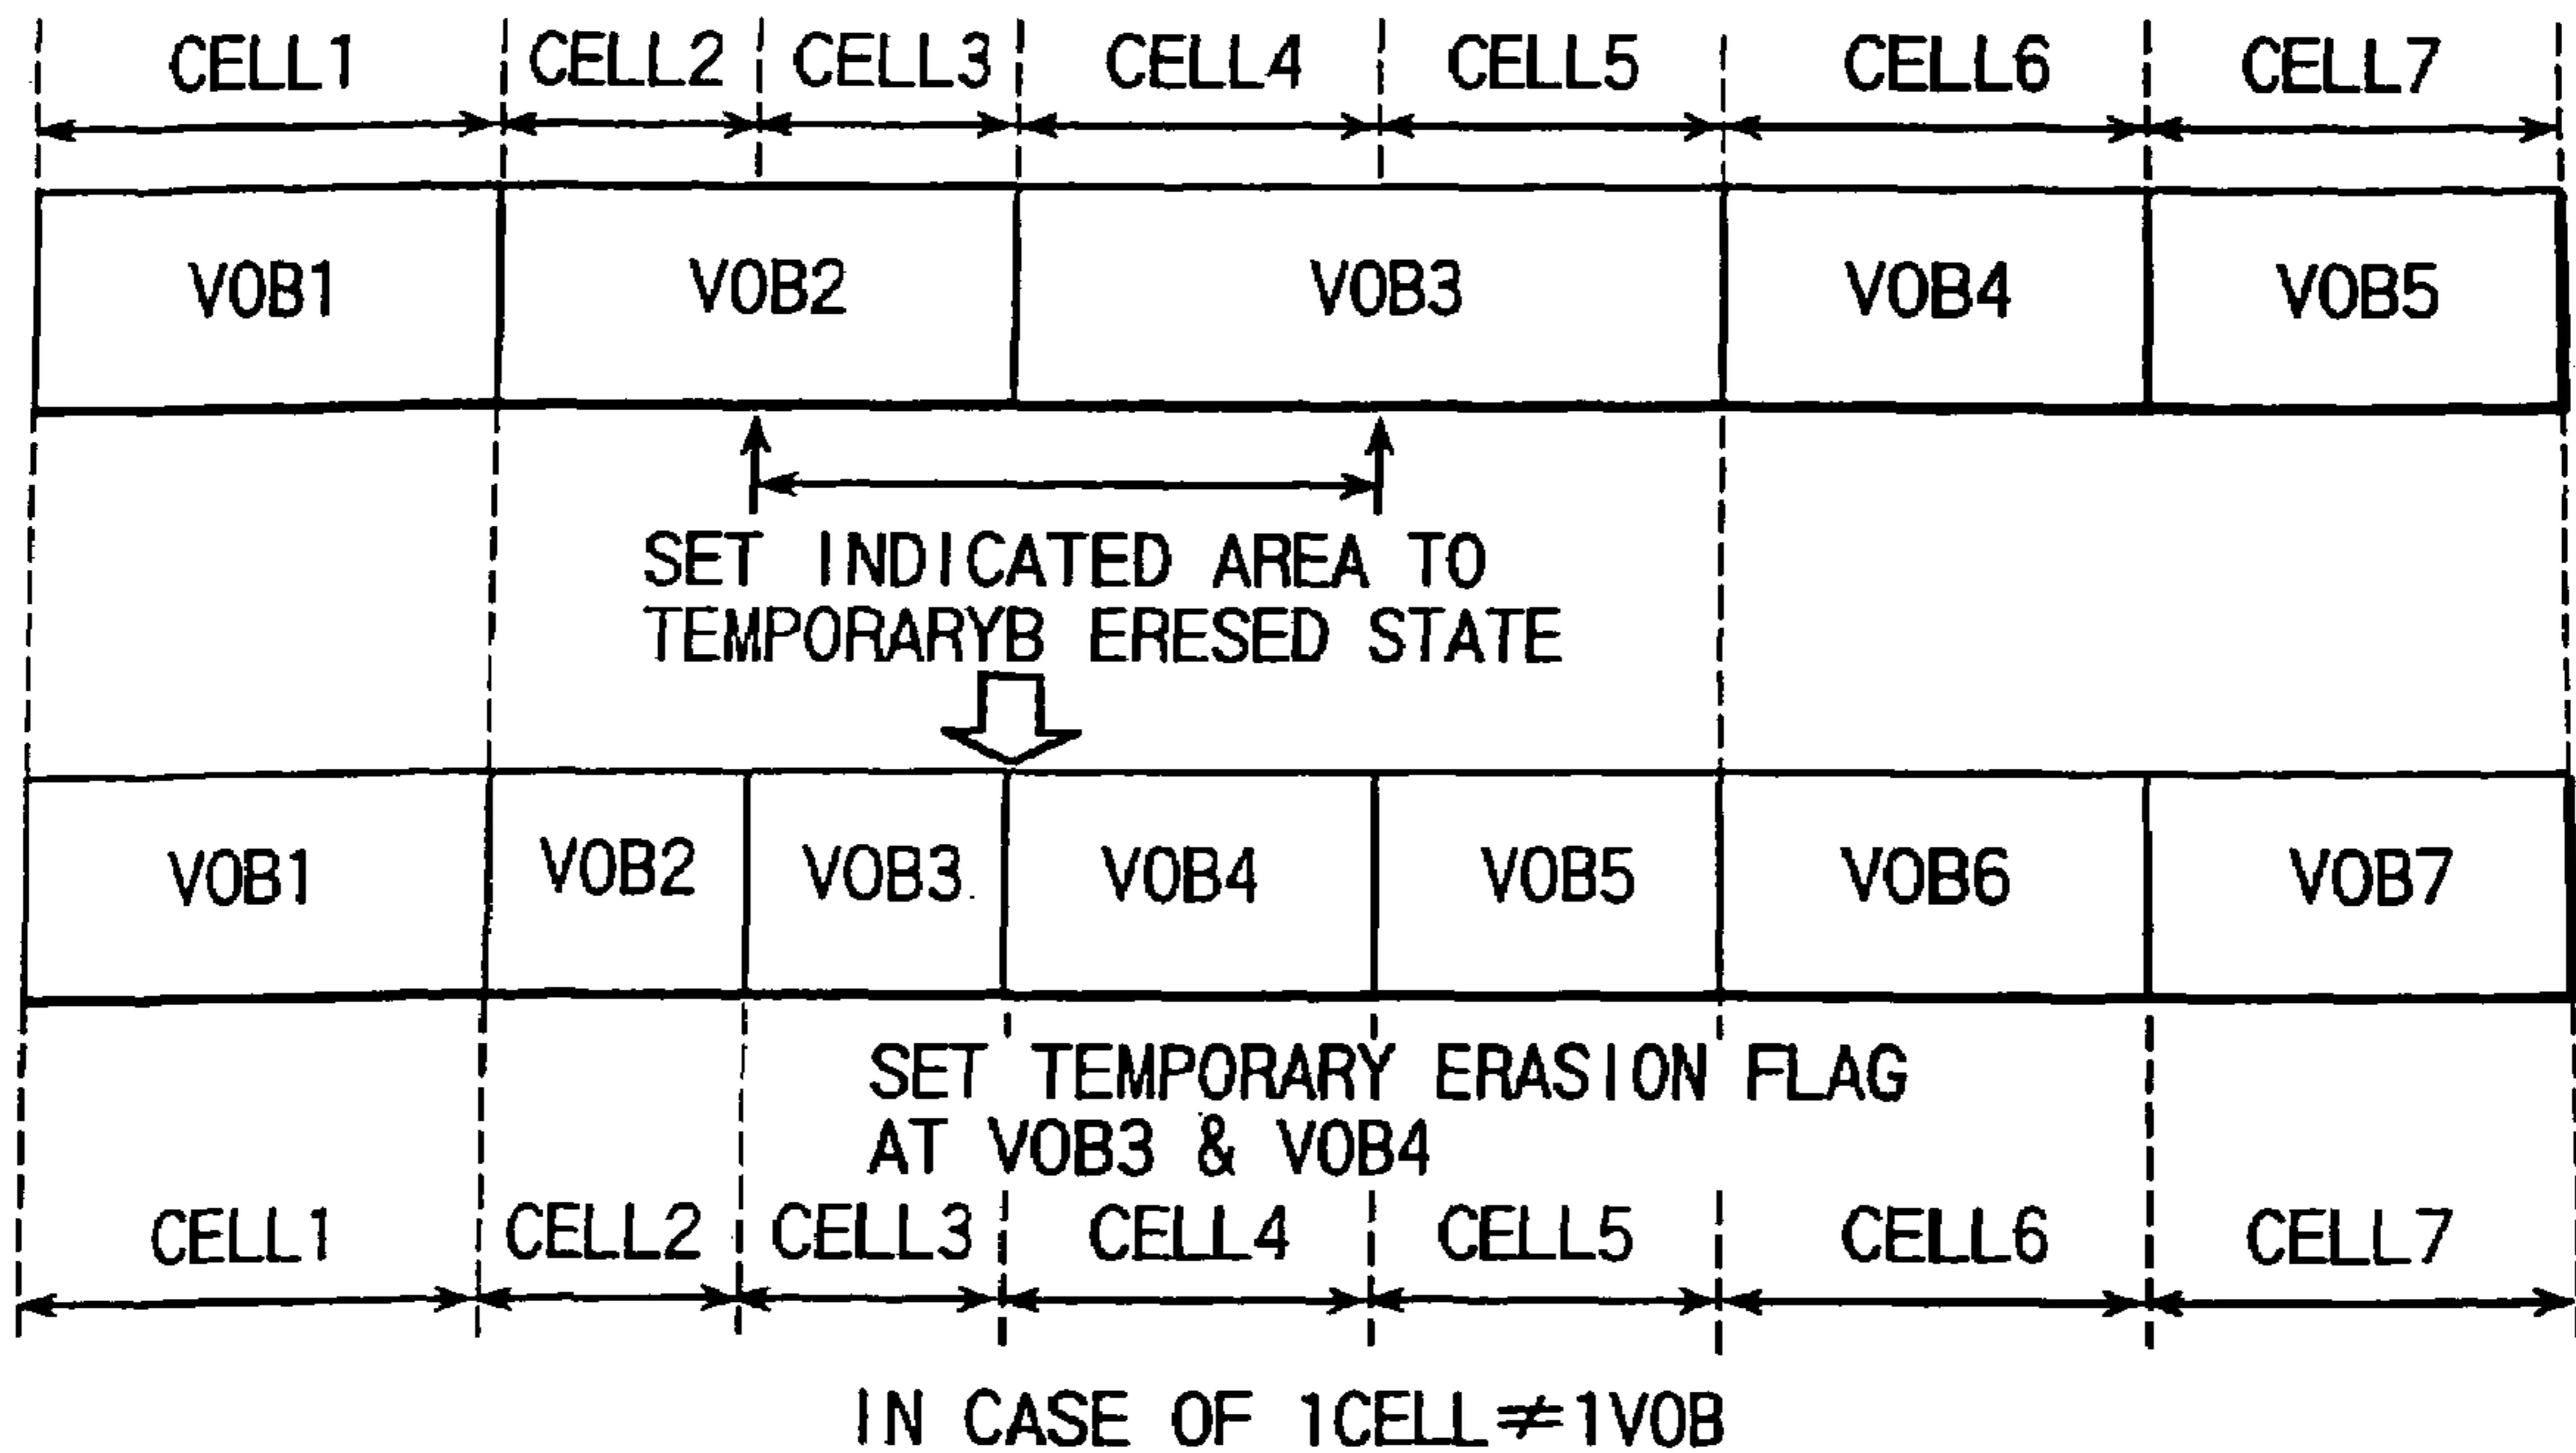 CELL1 CELL2 CELL3 CELL4 CELL5 CELL6 CELL7
VOB1 VOB2 VOB3 VOB4 VOB5
SET INDICATED AREA TO
TEMPORARYB ERESED STATE
VOB1 VOB2 VOB3 VOB4 VOB5 VOB6 VOB7
SET TEMPORARY ERASION FLAG
AT VOB3 & VOB4
CELL1 CELL2 CELL3 CELL4 CELL5 CELL6 CELL7
IN CASE OF 1CELL≠1VOB